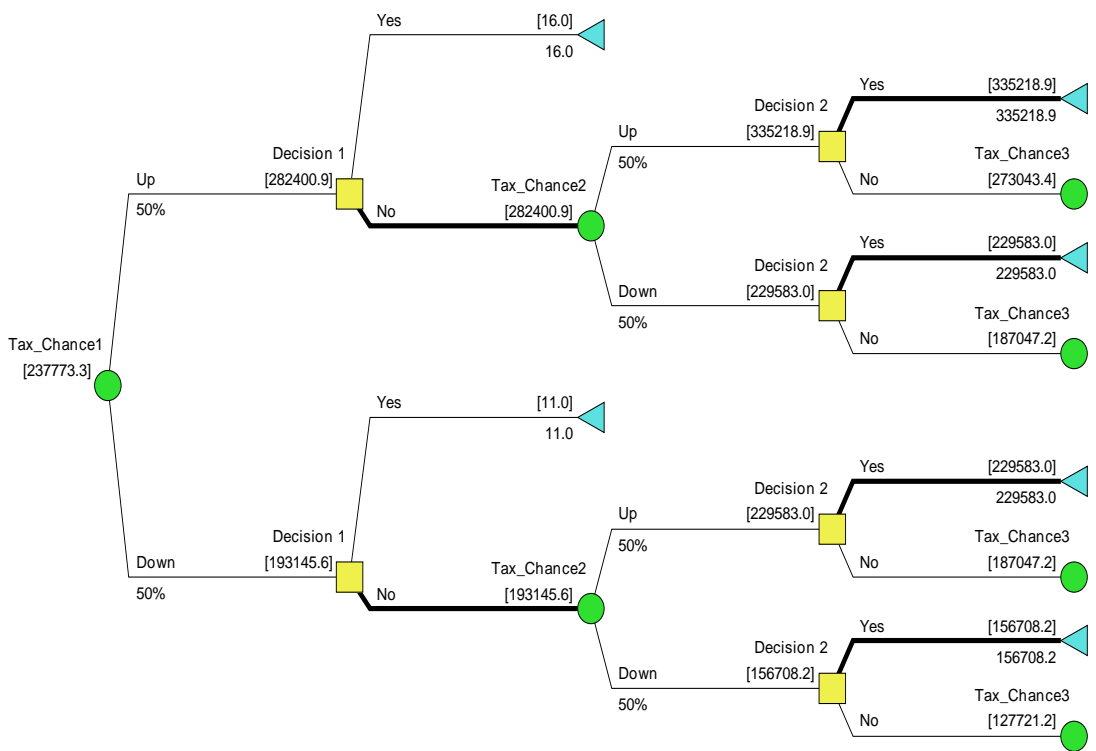 Yes [16.0]
16.0
Yes [335218.9]
Decision 2
[335218.9]
335218.9
Up
50%
Tax_Chance3
No [273043.4]
Decision 1
[282400.9]
Up
50%
Tax_Chance2
No [282400.9]
Yes [229583.0]
Decision 2
[229583.0]
229583.0
Down
50%
Tax_Chance3
No [187047.2]
Tax_Chance1
[237773.3]
Yes [11.0]
11.0
Yes [229583.0]
Decision 2
[229583.0]
229583.0
Up
50%
Tax_Chance3
No [187047.2]
Decision 1
[193145.6]
Down
50%
Tax_Chance2
No [193145.6]
Yes [156708.2]
Decision 2
[156708.2]
156708.2
Down
50%
Tax_Chance3
No [127721.2]